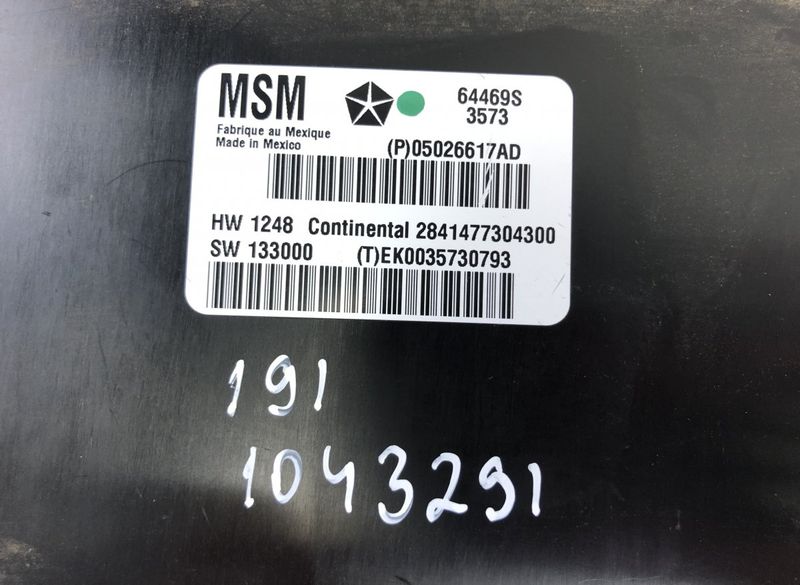 MSM
64469S
3573
Fabrique au Mexique
Made in Mexico
(P)05026617AD
HW 1248 Continental 2841477304300
SW 133000 (T)EK0035730793
191
1043291